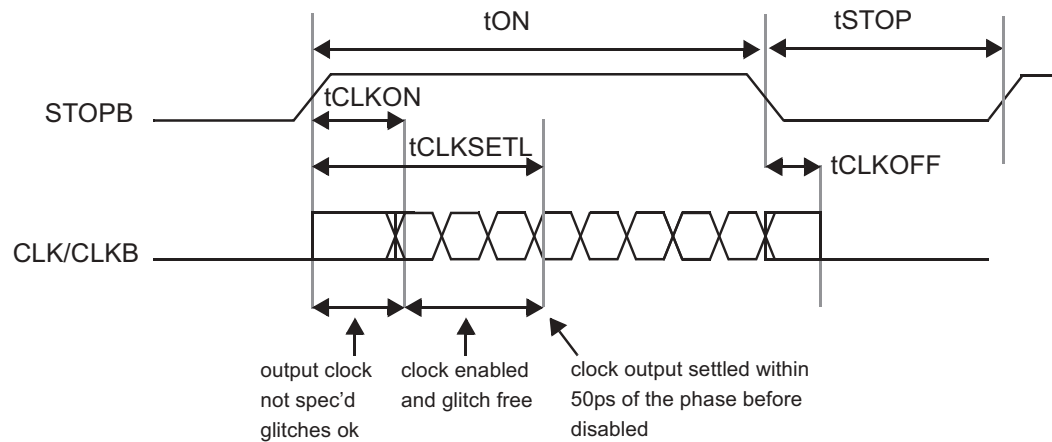 tON
tSTOP
STOPB
tCLKON
tCLKSETL
tCLKOFF
CLK/CLKB
output clock
not spec'd
glitches ok
clock enabled
and glitch free
clock output settled within
50ps of the phase before
disabled